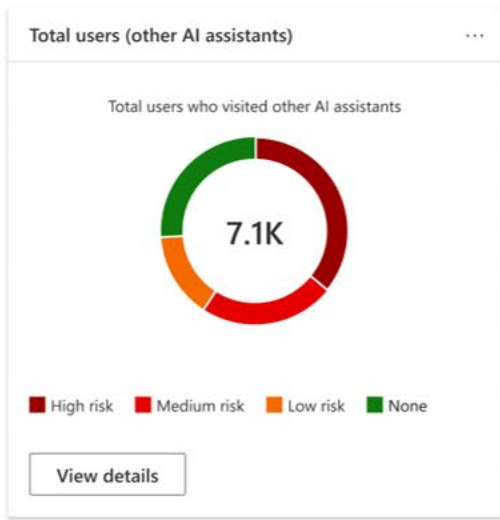 Total users (other AI assistants) ...
Total users who visited other AI assistants
7.1K
High risk Medium risk Low risk None
View details